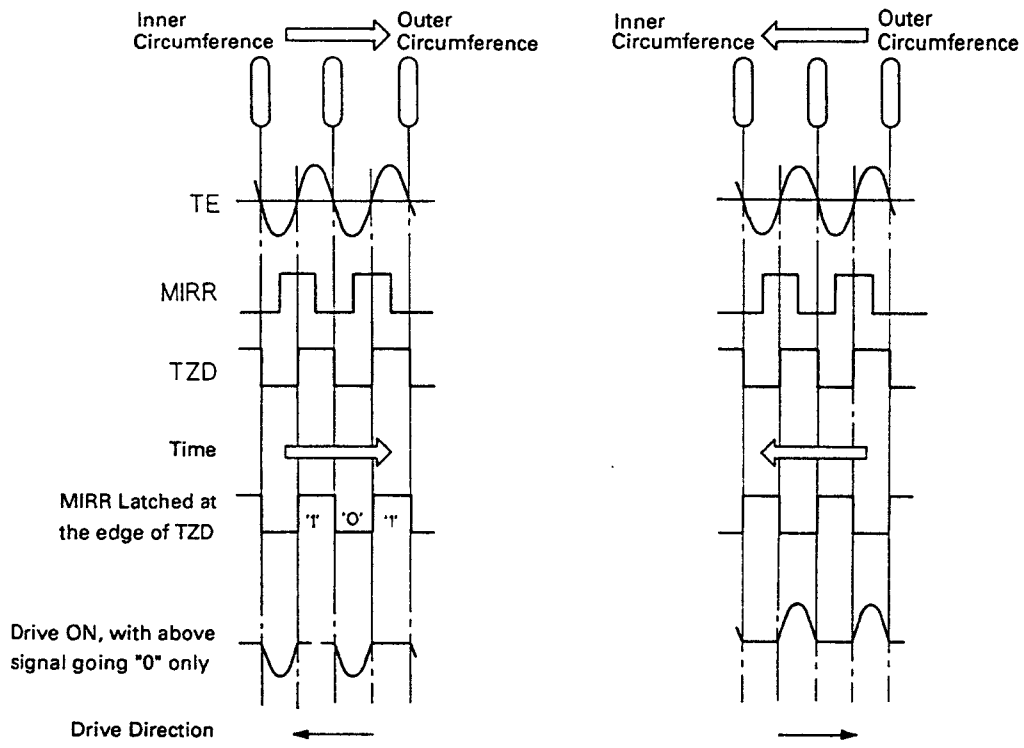 Inner
Circumference
Outer
Circumference
Inner
Circumference
Outer
Circumference
TE
MIRR
TZD
Time
MIRR Latched at
the edge of TZD
'1' '0' '1'
Drive ON, with above
signal going "0" only
Drive Direction